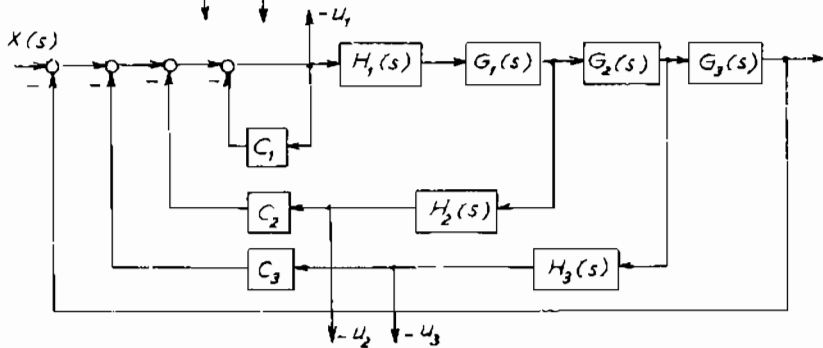 -u₁
X(s)
H₁(s)
G₁(s)
G₂(s)
G₃(s)
-
-
-
-
C₁
C₂
H₂(s)
C₃
H₃(s)
-u₂
-u₃